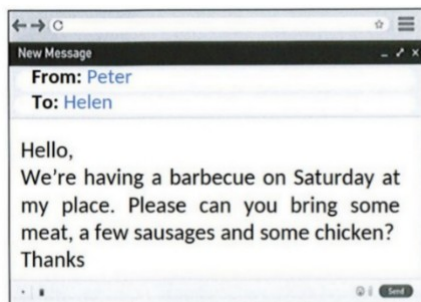 New Message
From: Peter
To: Helen
Hello,
We're having a barbecue on Saturday at
my place. Please can you bring some
meat, a few sausages and some chicken?
Thanks
Send